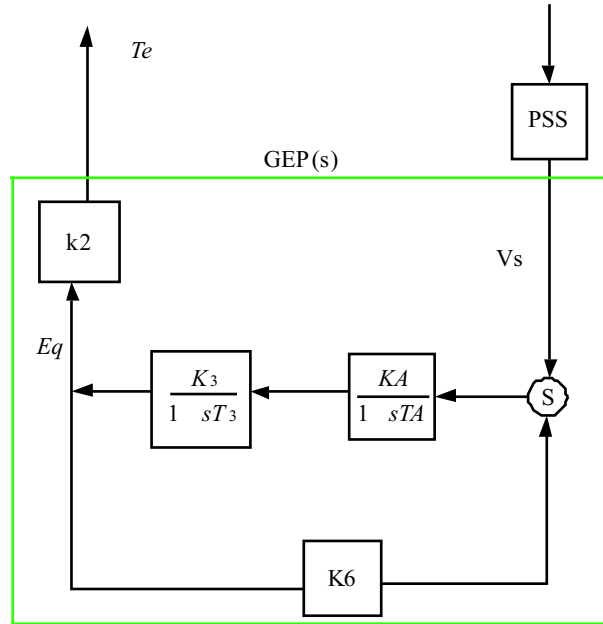 Te
PSS
GEP(s)
k2
Vs
Eq
K3
1 sT3
KA
1 sTA
S
K6